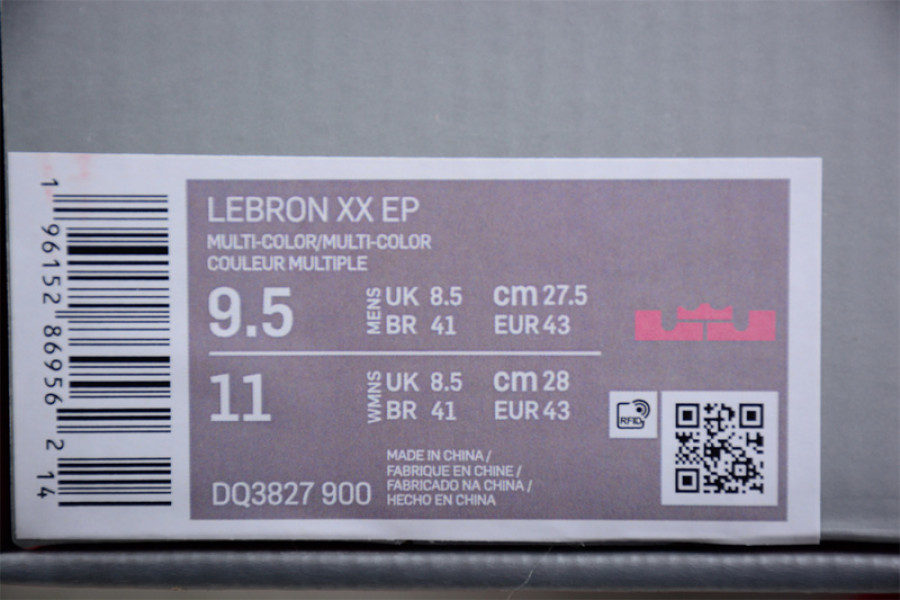 1 96152 86956 2 14
LEBRON XX EP
MULTI-COLOR/MULTI-COLOR
COULEUR MULTIPLE
9.5 MENS UK 8.5 cm 27.5
BR 41 EUR 43
11 WMNS UK 8.5 cm 28
BR 41 EUR 43
RFID
DQ3827 900
MADE IN CHINA /
FABRIQUE EN CHINE /
FABRICADO NA CHINA /
HECHO EN CHINA